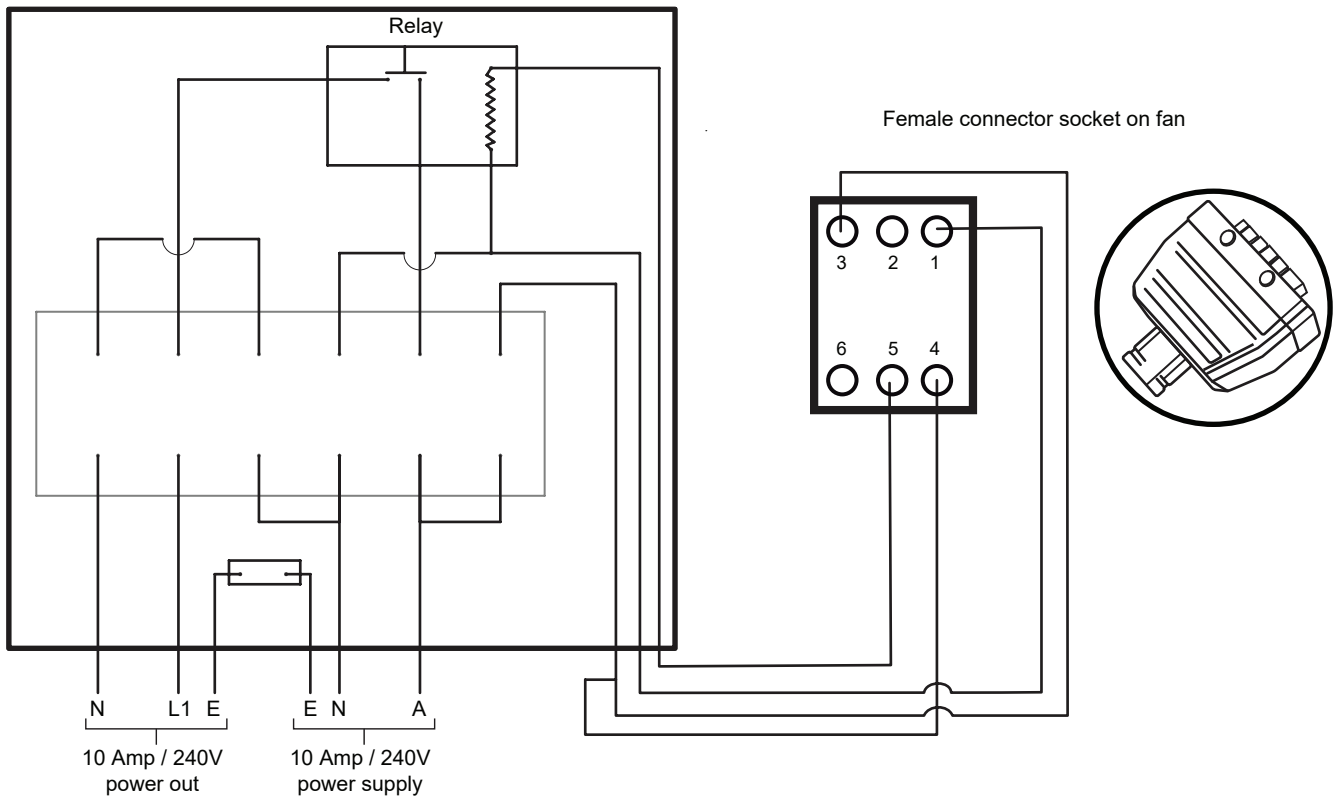 Relay
Female connector socket on fan
3 2 1
6 5 4
N L1 E E N A
10 Amp / 240V
power out
10 Amp / 240V
power supply